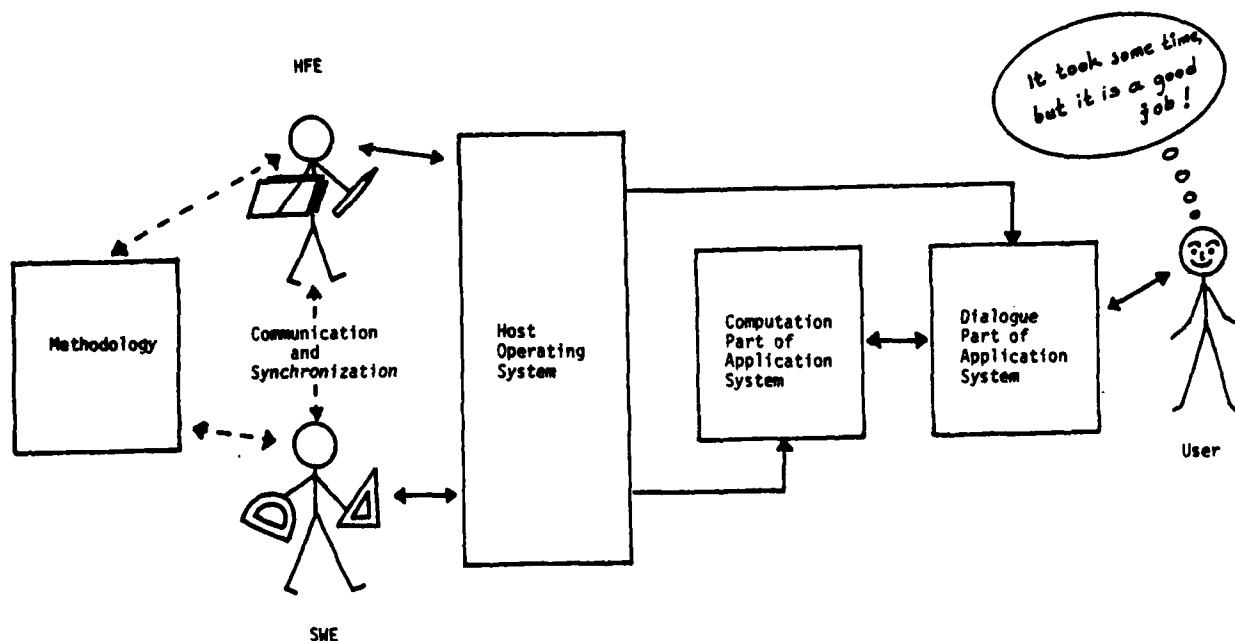 HFE
It took some time,
but it is a good
job!
Methodology
Communication
and
Synchronization
Host
Operating
System
Computation
Part of
Application
System
Dialogue
Part of
Application
System
User
SWE